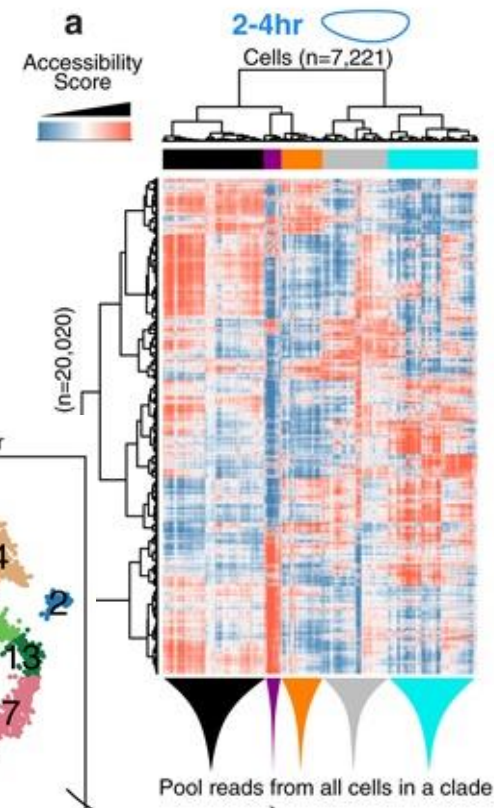 a
2-4hr
Accessibility
Score
Cells (n=7,221)
(n=20,020)
r
4
2
13
7
Pool reads from all cells in a clade